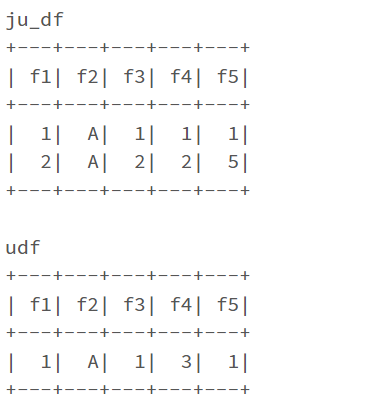 ju_df
+---+---+---+---+---+
| f1| f2| f3| f4| f5|
+---+---+---+---+---+
|  1|  A|  1|  1|  1|
|  2|  A|  2|  2|  5|
+---+---+---+---+---+
udf
+---+---+---+---+---+
| f1| f2| f3| f4| f5|
+---+---+---+---+---+
|  1|  A|  1|  3|  1|
+---+---+---+---+---+